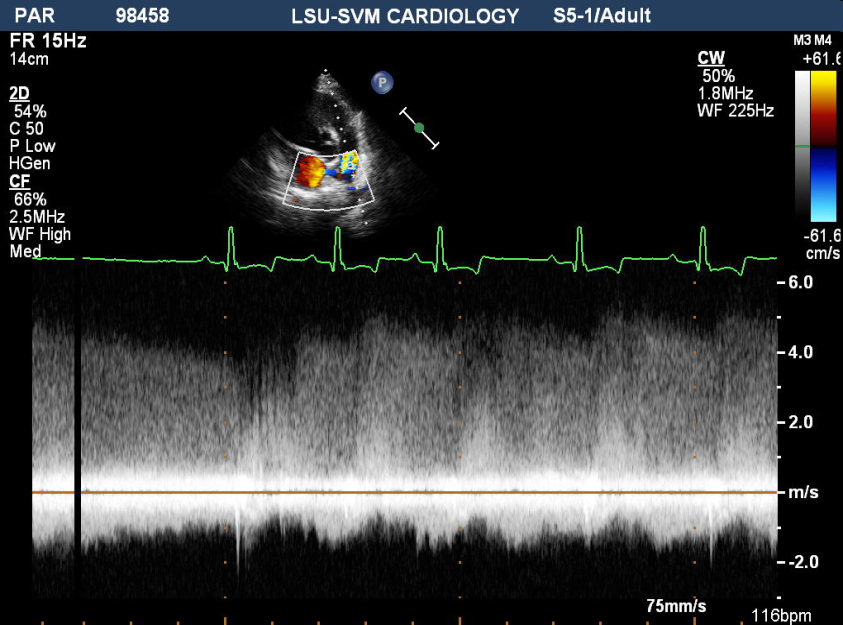 PAR 98458 LSU-SVM CARDIOLOGY S5-1/Adult
FR 15Hz
14cm
2D
54%
C 50
P Low
HGen
CF
66%
2.5MHz
WF High
Med
P
CW
50%
1.8MHz
WF 225Hz
M3 M4
+61.6
-61.6
cm/s
6.0
4.0
2.0
m/s
-2.0
75mm/s
116bpm